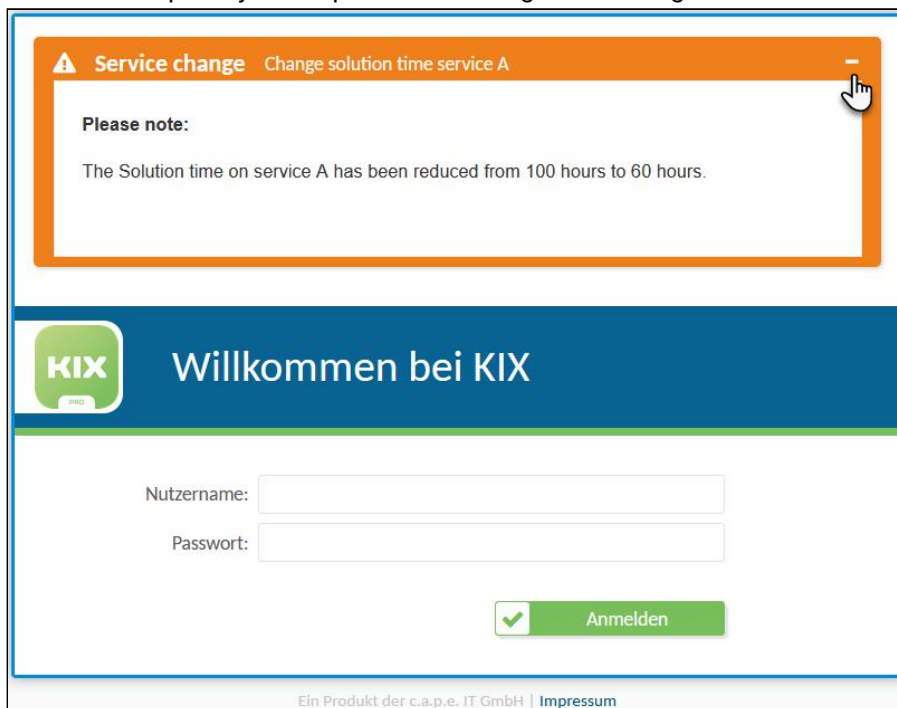 Service change Change solution time service A
Please note:
The Solution time on service A has been reduced from 100 hours to 60 hours.
KIX
PRO
Willkommen bei KIX
Nutzername:
Passwort:
Anmelden
Ein Produkt der c.a.p.e. IT GmbH | Impressum